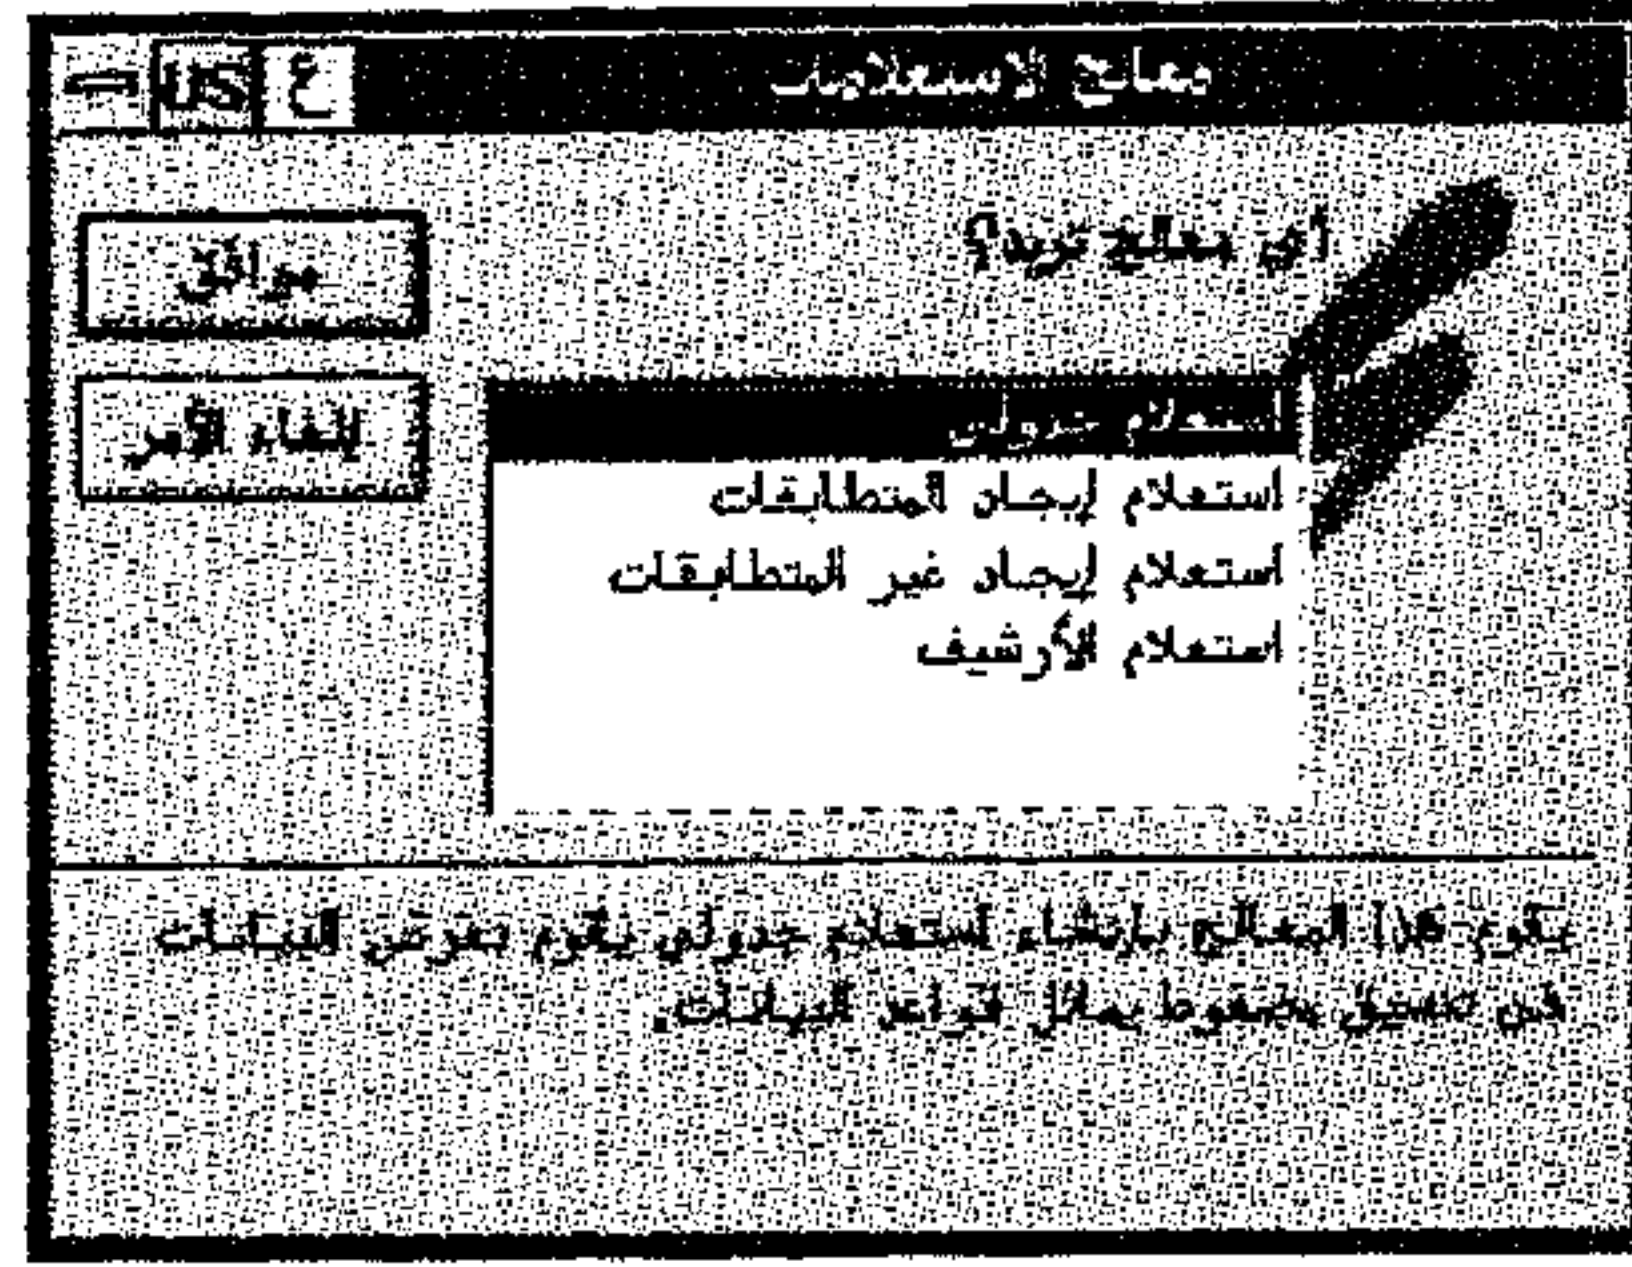 معالج الاستعلامات
ع
US
أي معالج تريد؟
موافق
إلغاء الأمر
استعلام جدولي
استعلام إيجاد المتطابقات
استعلام إيجاد غير المتطابقات
استعلام الأرشيف
يقوم هذا المعالج بإنشاء استعلام جدولي يقوم بعرض البيانات
في تنسيق مضغوط يماثل قواعد البيانات.